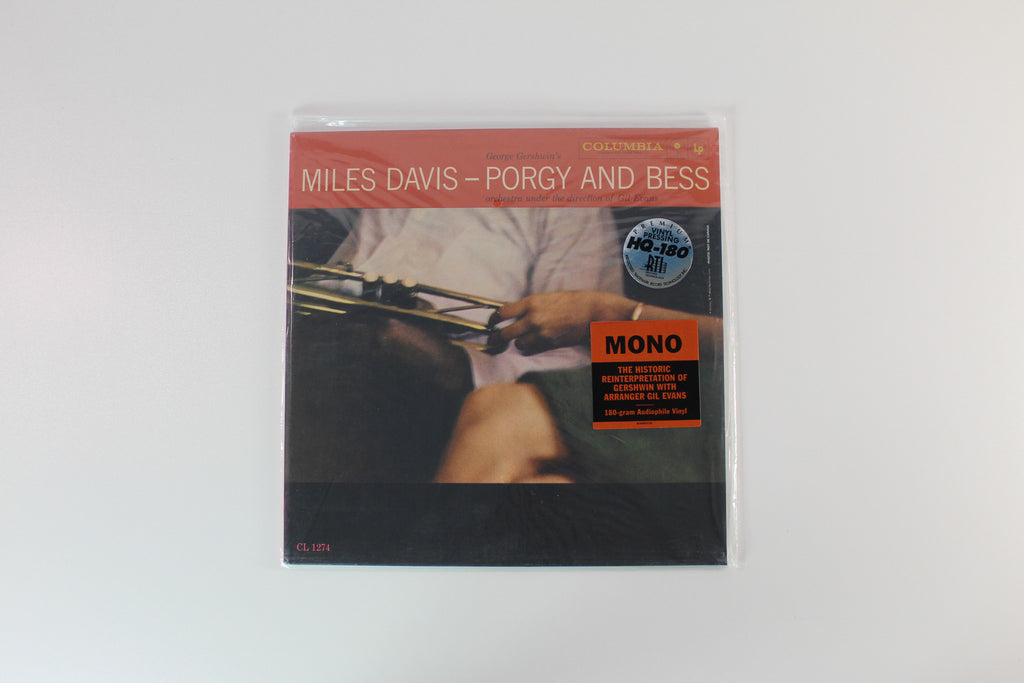 George Gershwin's
COLUMBIA
Lp
MILES DAVIS – PORGY AND BESS
orchestra under the direction of Gil Evans
PREMIUM
VINYL
PRESSING
HQ-180
RTI
MONO
THE HISTORIC
REINTERPRETATION OF
GERSHWIN WITH
ARRANGER GIL EVANS
180-gram Audiophile Vinyl
CL 1274